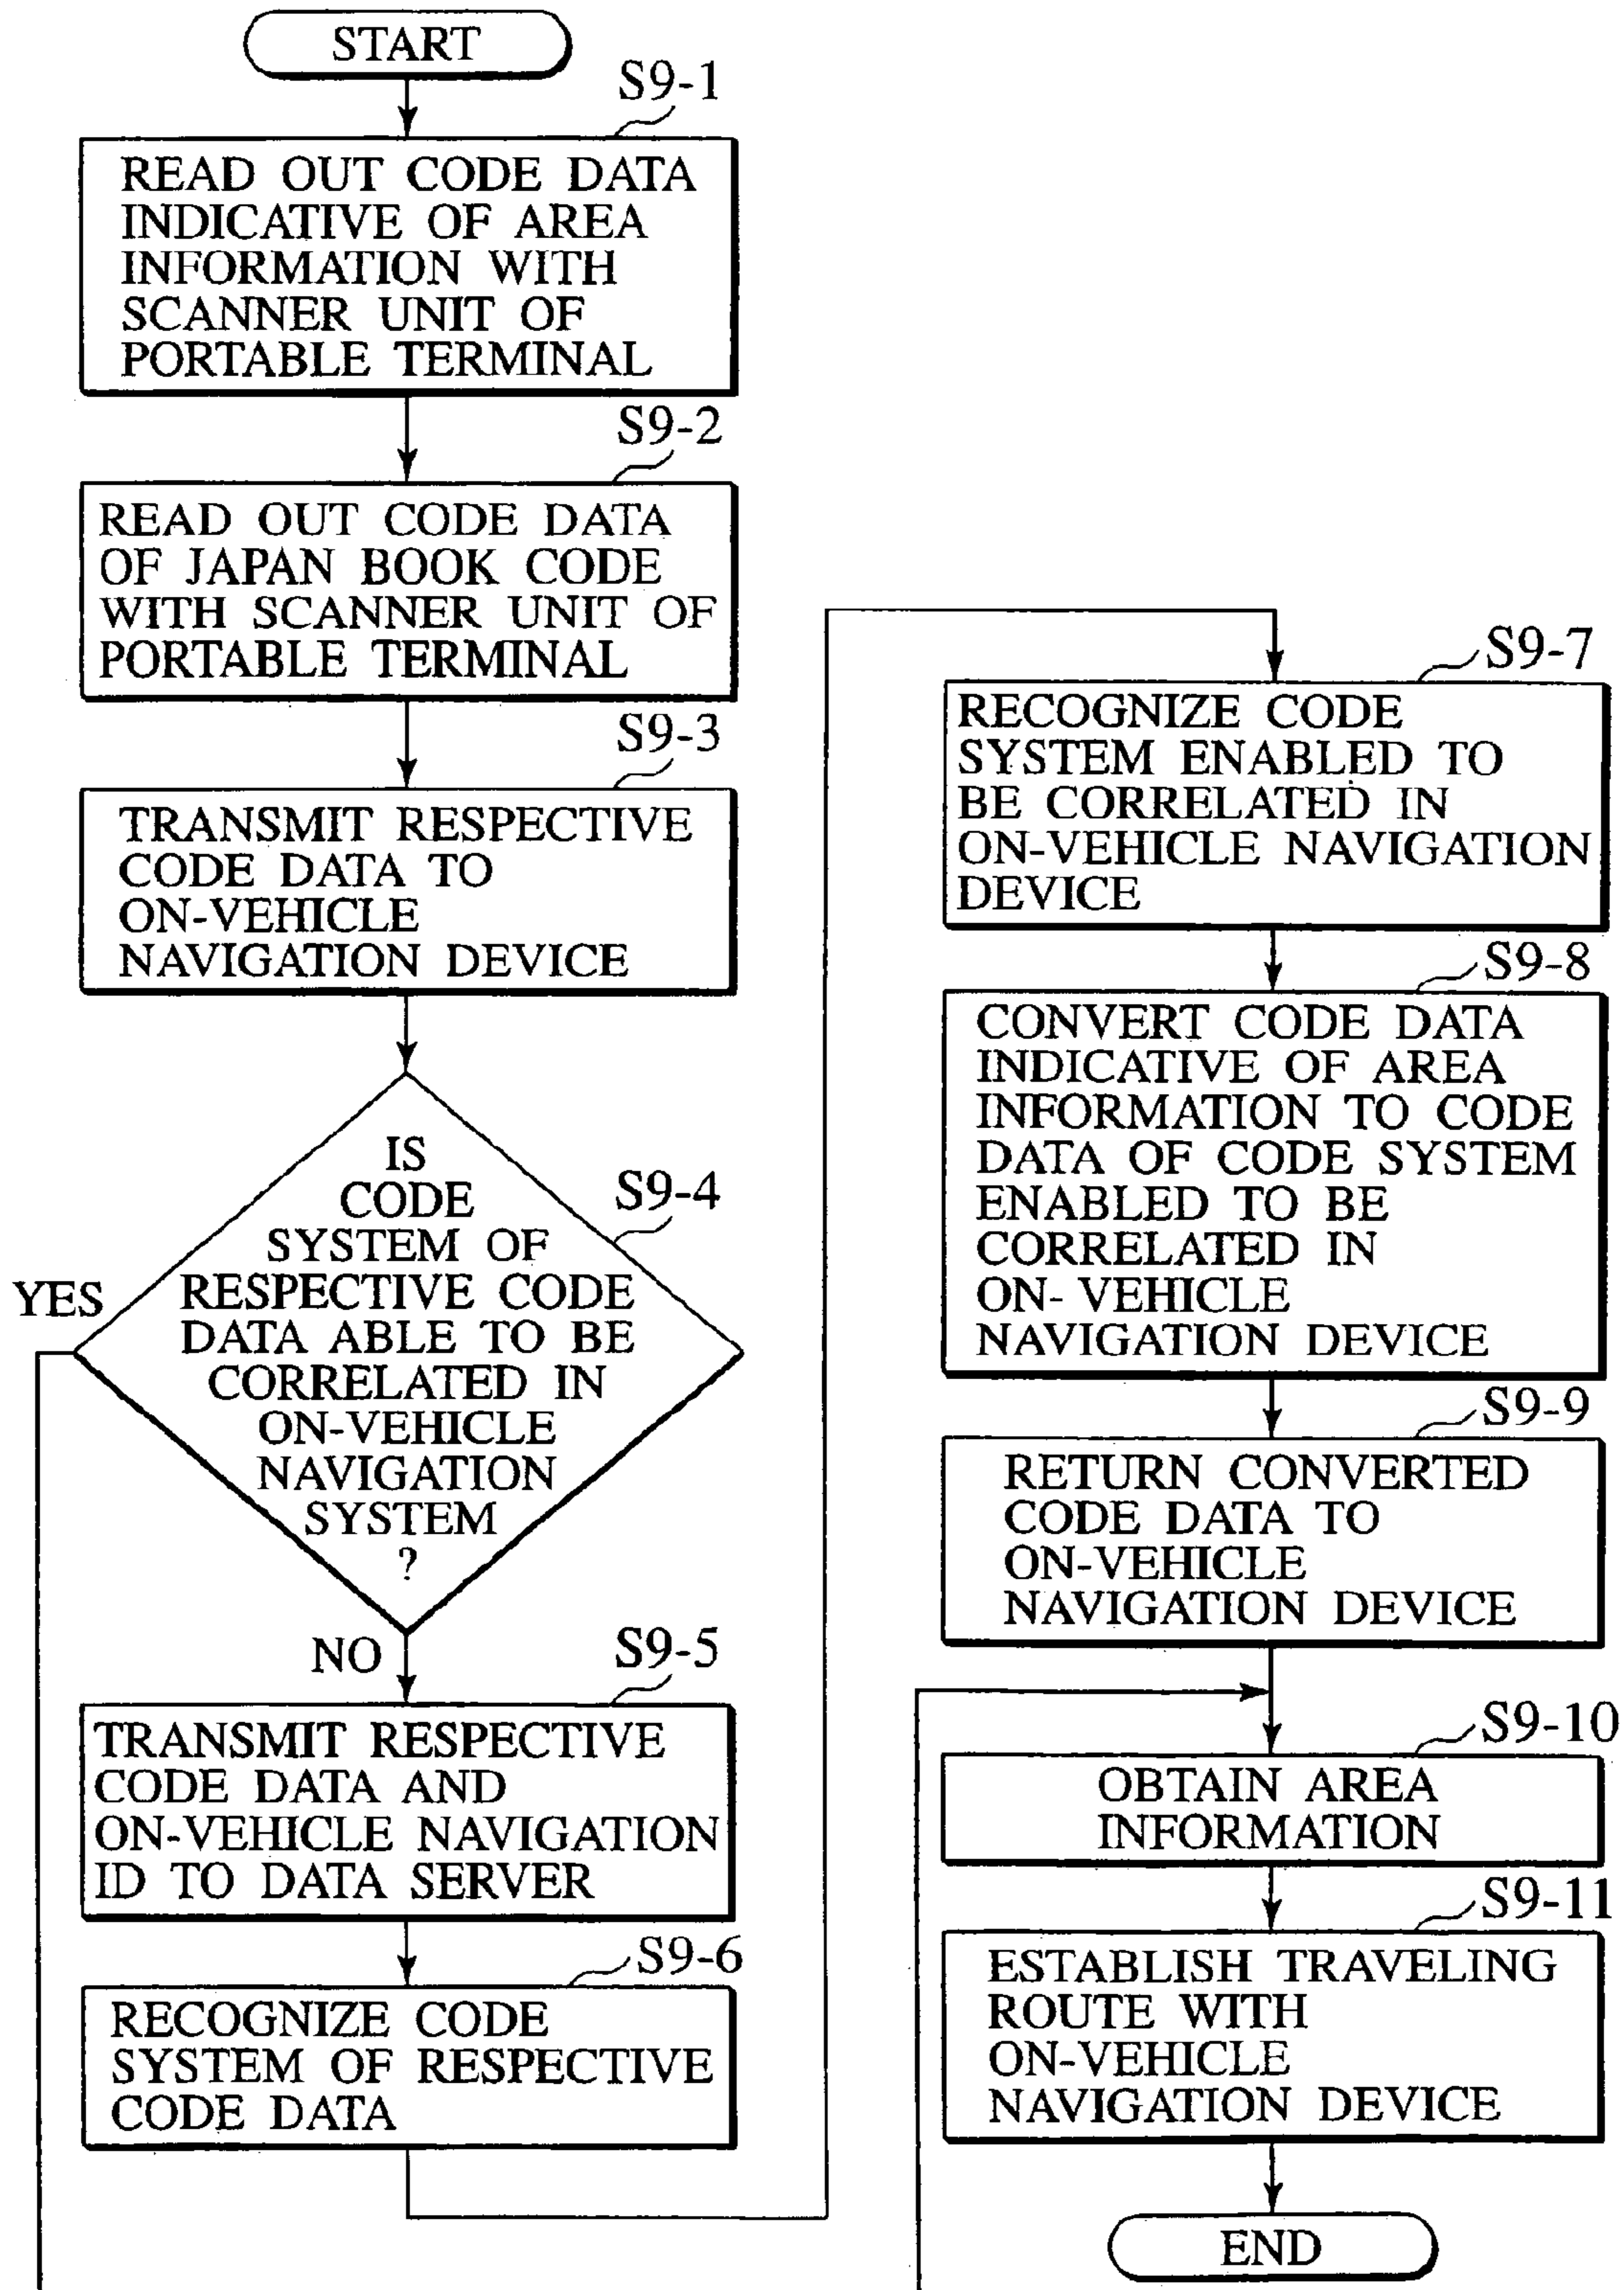 START
S9-1
READ OUT CODE DATA
INDICATIVE OF AREA
INFORMATION WITH
SCANNER UNIT OF
PORTABLE TERMINAL
S9-2
READ OUT CODE DATA
OF JAPAN BOOK CODE
WITH SCANNER UNIT OF
PORTABLE TERMINAL
S9-3
TRANSMIT RESPECTIVE
CODE DATA TO
ON-VEHICLE
NAVIGATION DEVICE
S9-4
IS
CODE
SYSTEM OF
RESPECTIVE CODE
DATA ABLE TO BE
CORRELATED IN
ON-VEHICLE
NAVIGATION
SYSTEM
?
YES
NO
S9-5
TRANSMIT RESPECTIVE
CODE DATA AND
ON-VEHICLE NAVIGATION
ID TO DATA SERVER
S9-6
RECOGNIZE CODE
SYSTEM OF RESPECTIVE
CODE DATA
S9-7
RECOGNIZE CODE
SYSTEM ENABLED TO
BE CORRELATED IN
ON-VEHICLE NAVIGATION
DEVICE
S9-8
CONVERT CODE DATA
INDICATIVE OF AREA
INFORMATION TO CODE
DATA OF CODE SYSTEM
ENABLED TO BE
CORRELATED IN
ON- VEHICLE
NAVIGATION DEVICE
S9-9
RETURN CONVERTED
CODE DATA TO
ON-VEHICLE
NAVIGATION DEVICE
S9-10
OBTAIN AREA
INFORMATION
S9-11
ESTABLISH TRAVELING
ROUTE WITH
ON-VEHICLE
NAVIGATION DEVICE
END